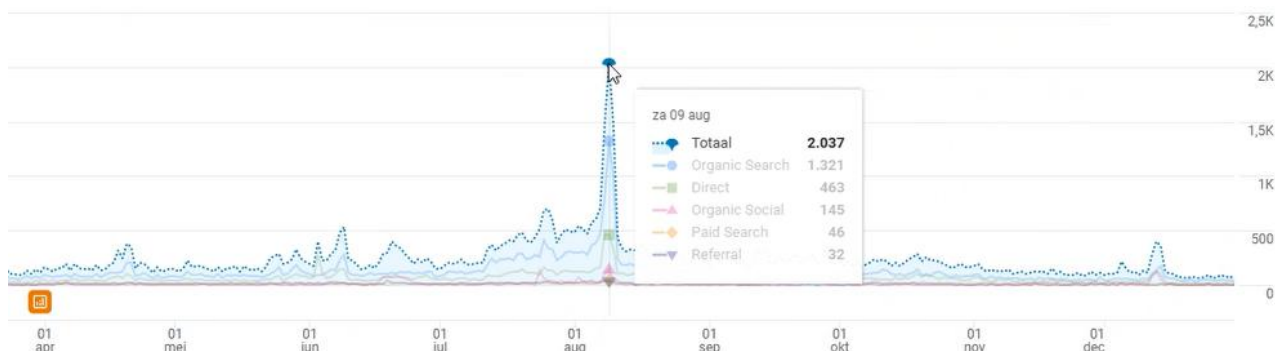 2,5K
2K
za 09 aug
Totaal 2.037
1,5K
Organic Search 1.321
1K
Direct 463
Organic Social 145
Paid Search 46
500
Referral 32
0
01 01 01 01 01 01 01 01 01
apr mei jun jul aug sep okt nov dec